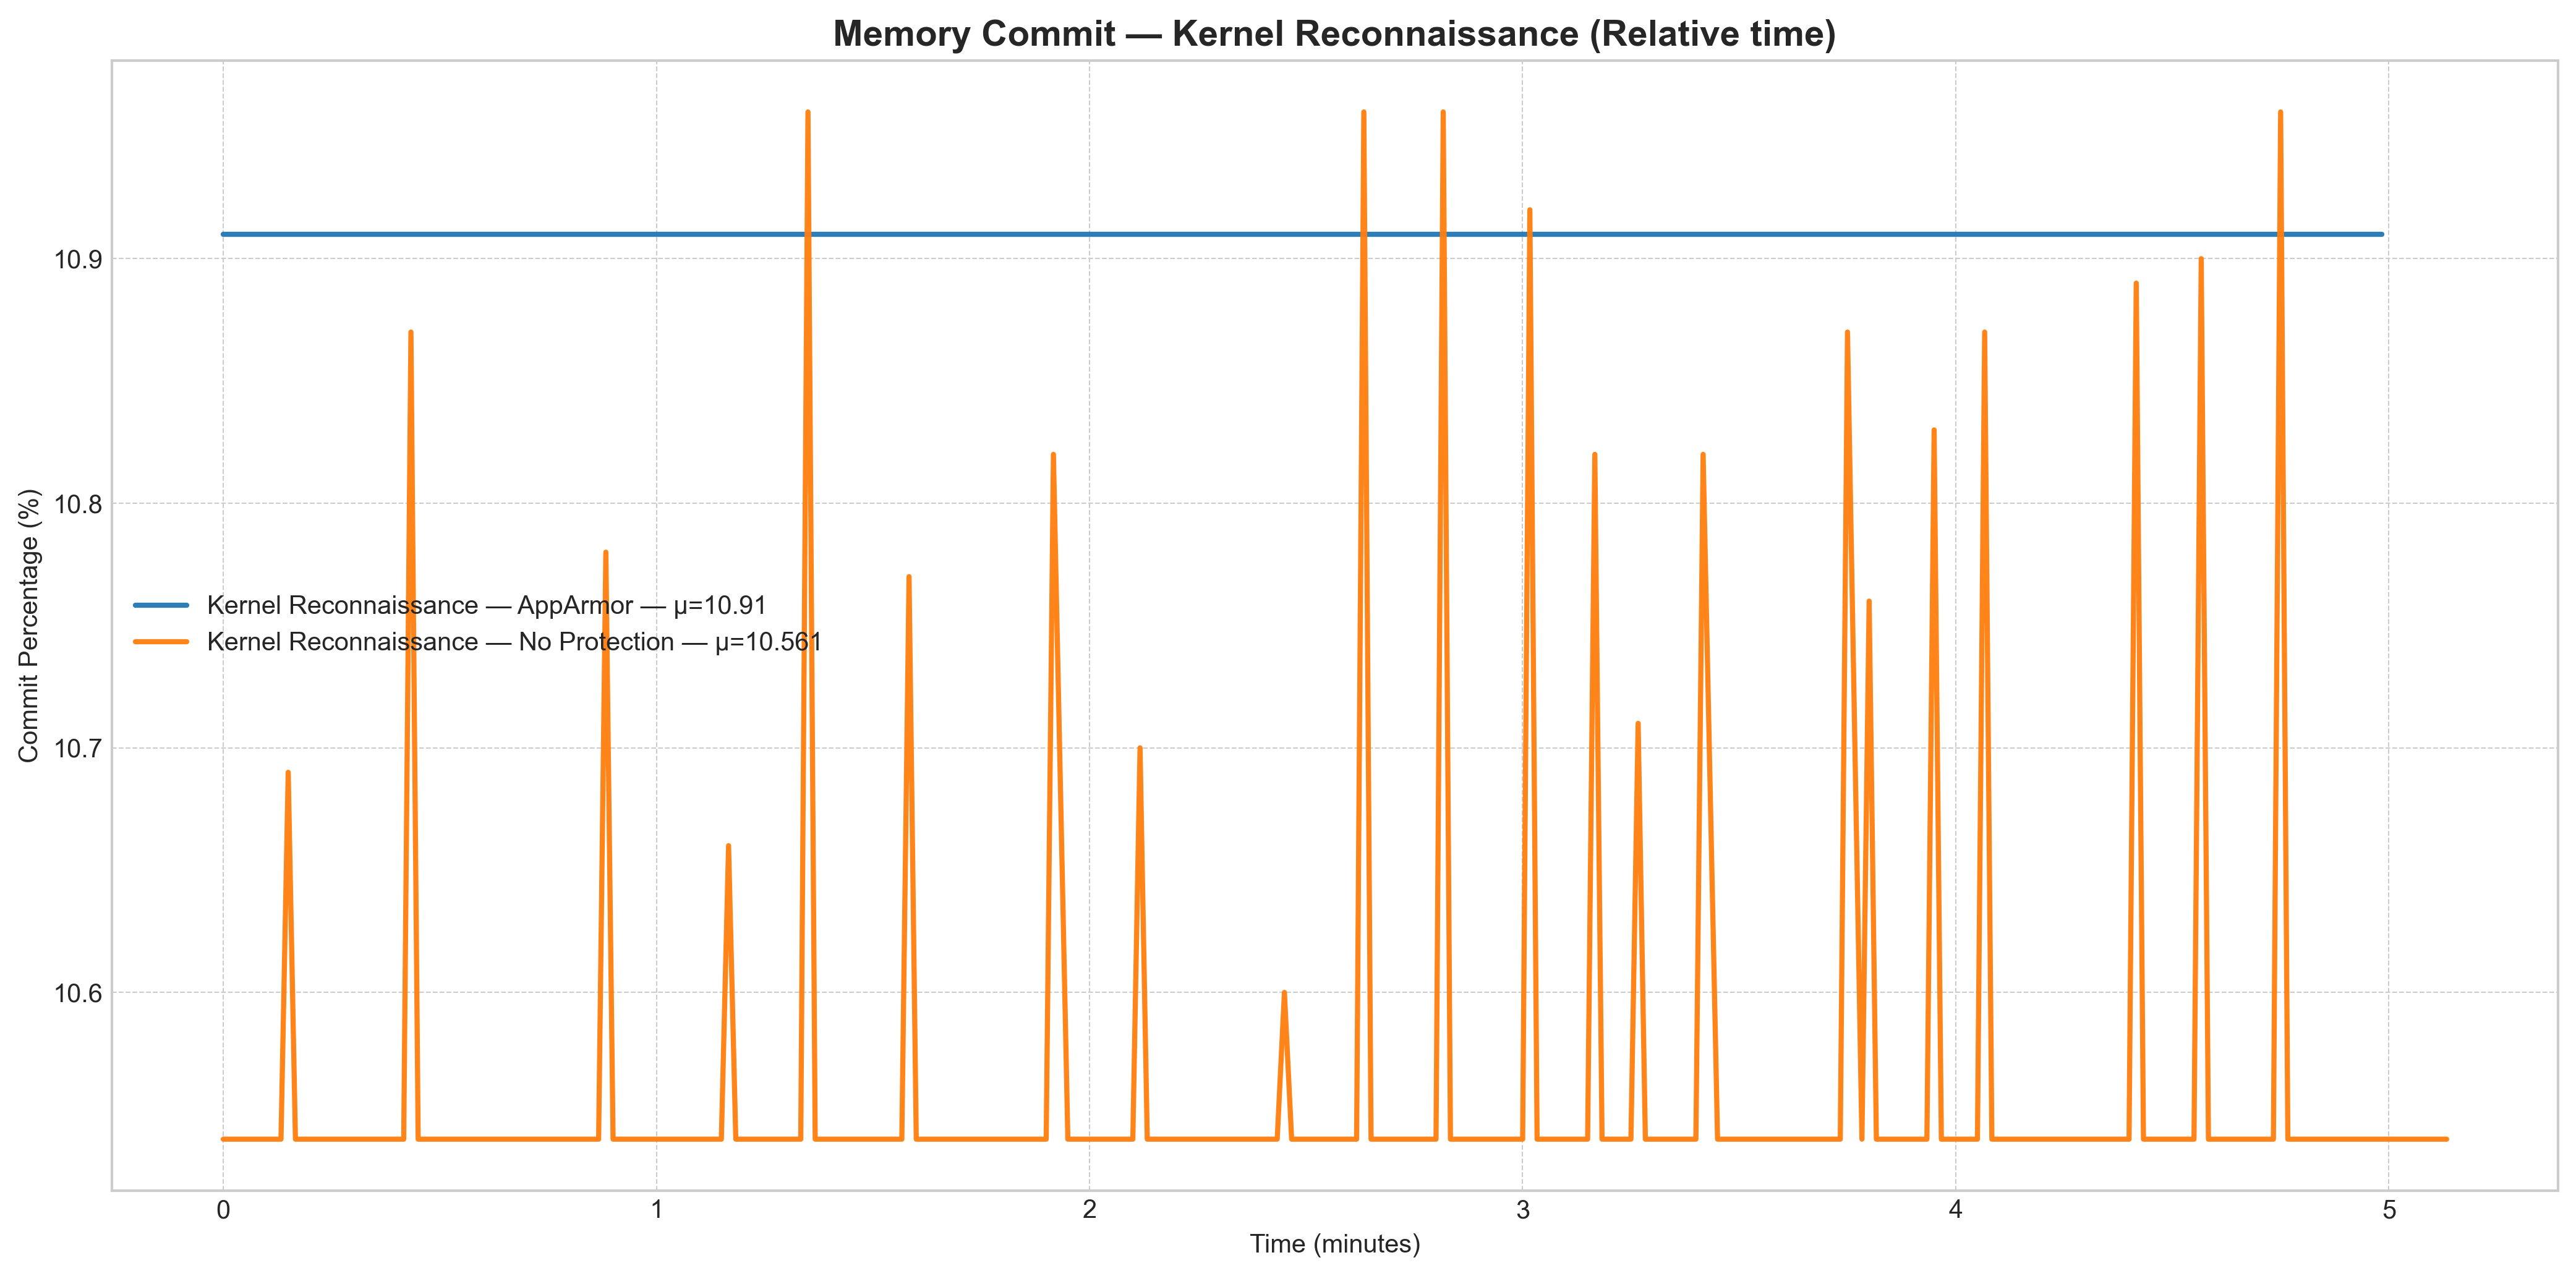 Memory Commit — Kernel Reconnaissance (Relative time)
Commit Percentage (%)
10.9
10.8
10.7
10.6
Kernel Reconnaissance — AppArmor — µ=10.91
Kernel Reconnaissance — No Protection — µ=10.561
0 1 2 3 4 5
Time (minutes)